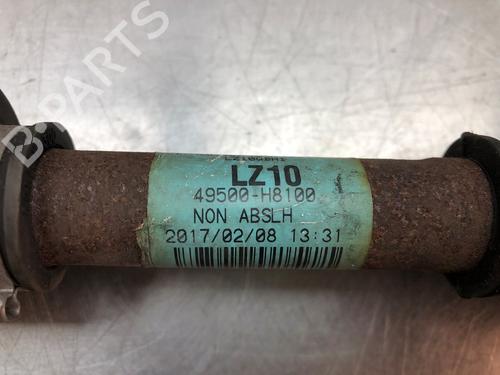 B-PARTS
LZ10
49500-H8100
NON ABSLH
2017/02/08 13:31